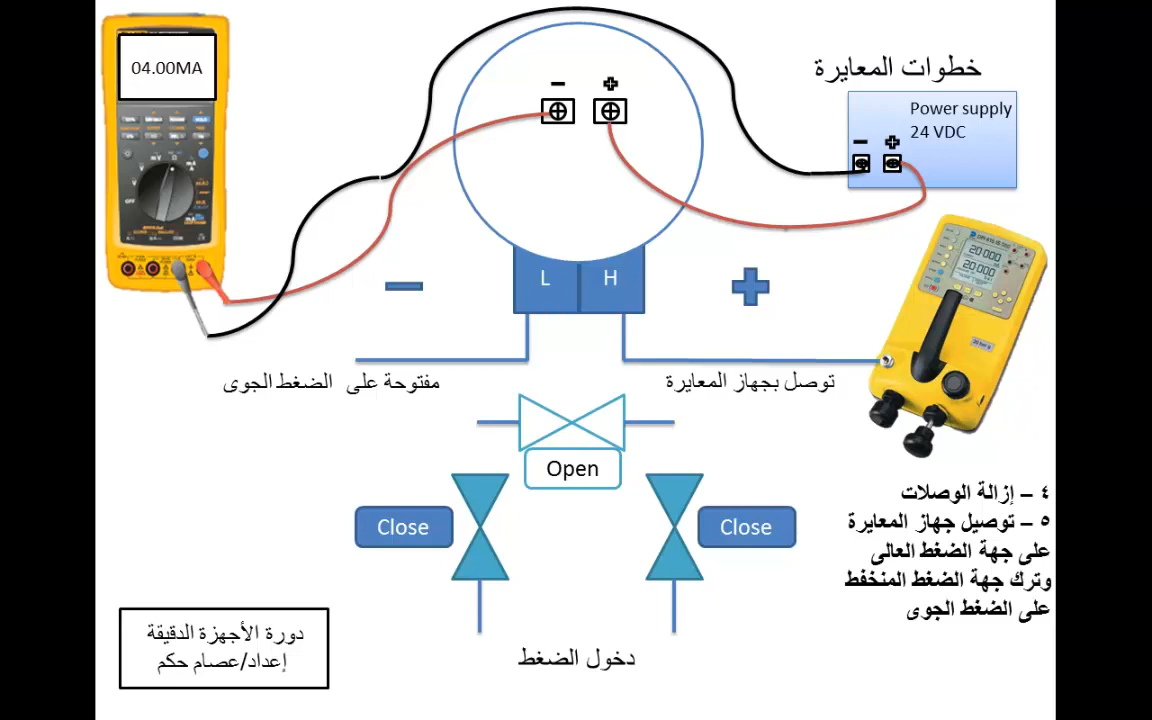 خطوات المعايرة
04.00MA
Power supply
24 VDC
OFF
L
H
مفتوحة على الضغط الجوى
توصل بجهاز المعايرة
Open
Close
Close
٤ – إزالة الوصلات
٥ – توصيل جهاز المعايرة
على جهة الضغط العالى
وترك جهة الضغط المنخفط
على الضغط الجوى
دخول الضغط
دورة الأجهزة الدقيقة
إعداد/عصام حكم